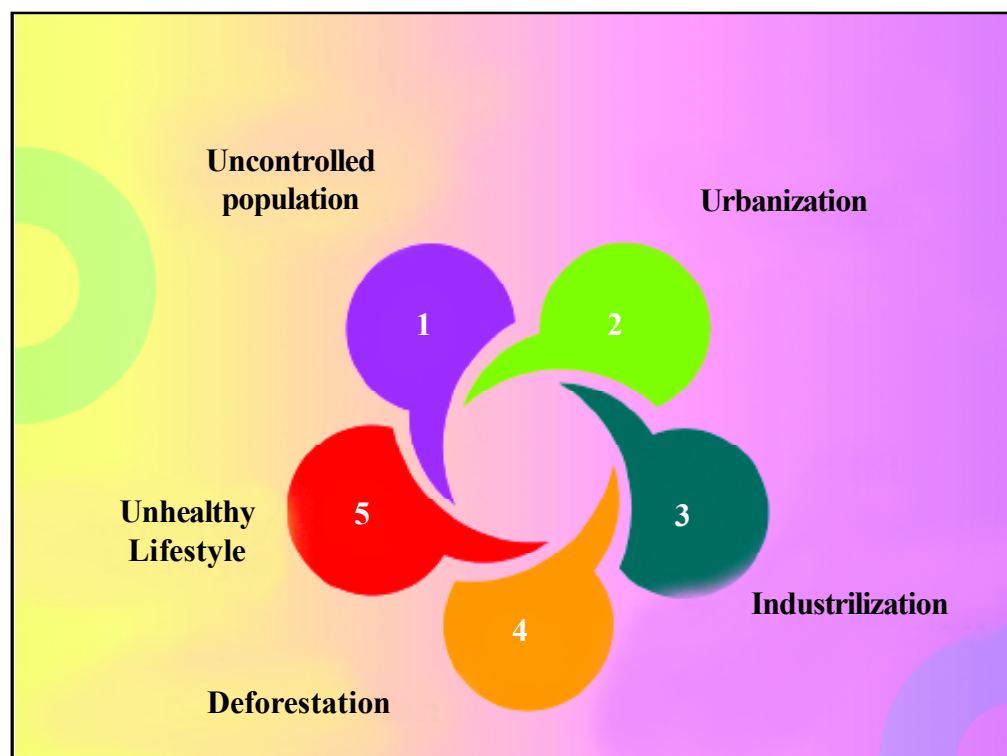 Uncontrolled
population
Urbanization
1
2
Unhealthy
Lifestyle
5
3
Industrilization
4
Deforestation